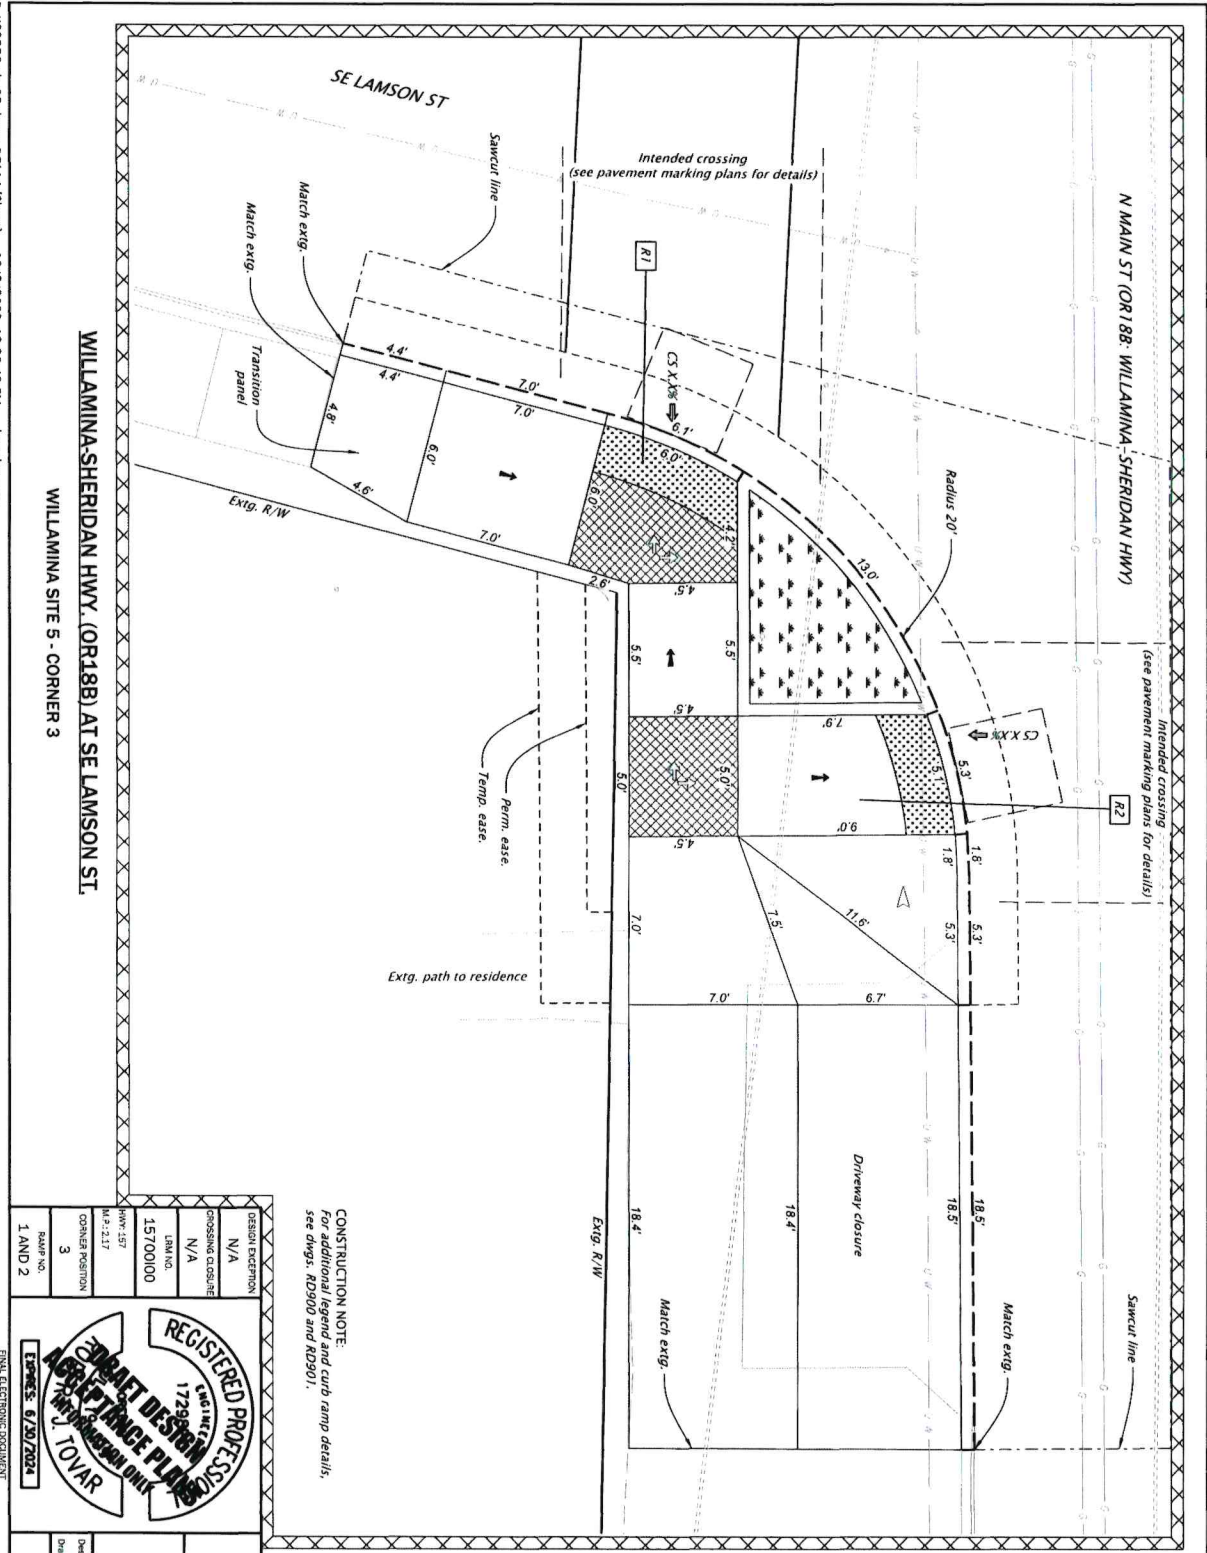 N MAIN ST (OR18B: WILLAMINA-SHERIDAN HWY)
SE LAMSON ST
Intended crossing
(see pavement marking plans for details)
Intended crossing
(see pavement marking plans for details)
Sawcut line
Match extg.
Match extg.
Transition
panel
Extg. R/W
R1
CS X.X%
Radius 20'
CS X.X%
R2
4.4'
4.4'
4.8'
4.6'
6.0'
7.0'
7.0'
7.0'
6.1'
6.0'
6.0'
4.2'
2.6'
4.5'
13.0'
5.5'
5.5'
4.5'
7.9'
5.3'
5.1'
5.0'
5.0'
9.0'
4.5'
1.8'
1.8'
5.3'
5.3'
11.6'
7.5'
7.0'
7.0'
6.7'
Temp. ease.
Perm. ease.
Extg. path to residence
Driveway closure
18.5'
18.5'
18.4'
18.4'
Extg. R/W
Match extg.
Match extg.
Sawcut line
CONSTRUCTION NOTE:
For additional legend and curb ramp details,
see dwgs. RD900 and RD901.
WILLAMINA-SHERIDAN HWY. (OR18B) AT SE LAMSON ST.
WILLAMINA SITE 5 - CORNER 3
DESIGN EXCEPTION
N/A
CROSSING CLOSURE
N/A
LRM NO.
15700I00
HWY: 157
M.P.: 2.17
CORNER POSITION
3
RAMP NO.
1 AND 2
REGISTERED PROFESSIONAL
ENGINEER
DRAFT DESIGN
ACCEPTANCE PLANS
INFORMATION ONLY
J. TOVAR
EXPIRES: 6/30/2024
FINAL ELECTRONIC DOCUMENT